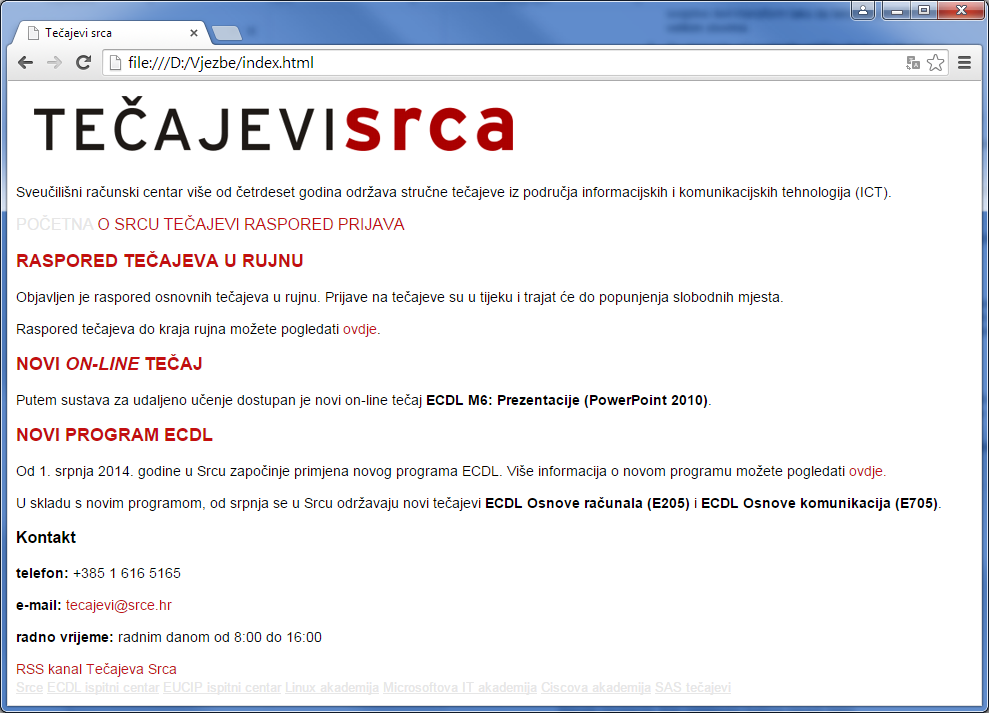 Tečajevi srca
file:///D:/Vjezbe/index.html
TEČAJEVIsrca
Sveučilišni računski centar više od četrdeset godina održava stručne tečajeve iz područja informacijskih i komunikacijskih tehnologija (ICT).
POČETNA O SRCU TEČAJEVI RASPORED PRIJAVA
RASPORED TEČAJEVA U RUJNU
Objavljen je raspored osnovnih tečajeva u rujnu. Prijave na tečajeve su u tijeku i trajat će do popunjenja slobodnih mjesta.
Raspored tečajeva do kraja rujna možete pogledati ovdje.
NOVI ON-LINE TEČAJ
Putem sustava za udaljeno učenje dostupan je novi on-line tečaj ECDL M6: Prezentacije (PowerPoint 2010).
NOVI PROGRAM ECDL
Od 1. srpnja 2014. godine u Srcu započinje primjena novog programa ECDL. Više informacija o novom programu možete pogledati ovdje.
U skladu s novim programom, od srpnja se u Srcu održavaju novi tečajevi ECDL Osnove računala (E205) i ECDL Osnove komunikacija (E705).
Kontakt
telefon: +385 1 616 5165
e-mail: tecajevi@srce.hr
radno vrijeme: radnim danom od 8:00 do 16:00
RSS kanal Tečajeva Srca
Srce ECDL ispitni centar EUCIP ispitni centar Linux akademija Microsoftova IT akademija Ciscova akademija SAS tečajevi